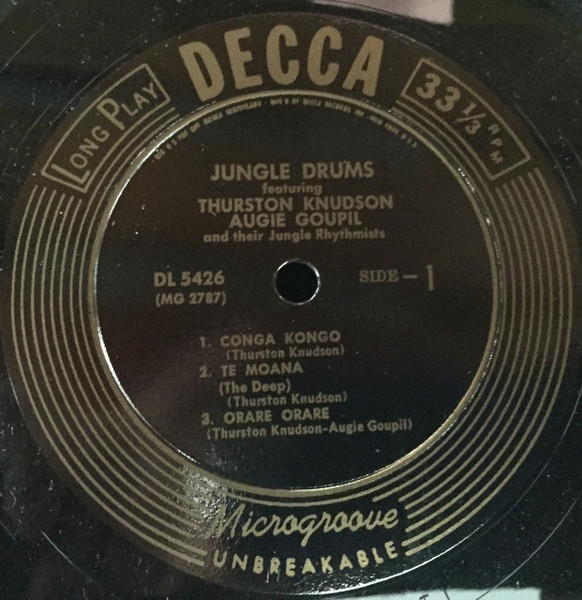 DECCA
LONG PLAY
33 1/3 RPM
JUNGLE DRUMS
featuring
THURSTON KNUDSON
AUGIE GOUPIL
and their Jungle Rhythmists
DL 5426
(MG 2787)
SIDE - 1
1. CONGA KONGO
(Thurston Knudson)
2. TE MOANA
(The Deep)
(Thurston Knudson)
3. ORARE ORARE
(Thurston Knudson-Augie Goupil)
Microgroove
UNBREAKABLE